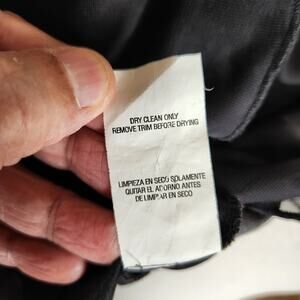 DRY CLEAN ONLY
REMOVE TRIM BEFORE DRYING
LIMPIEZA EN SECO SOLAMENTE
QUITAR EL ADORNO ANTES
DE LIMPIAR EN SECO